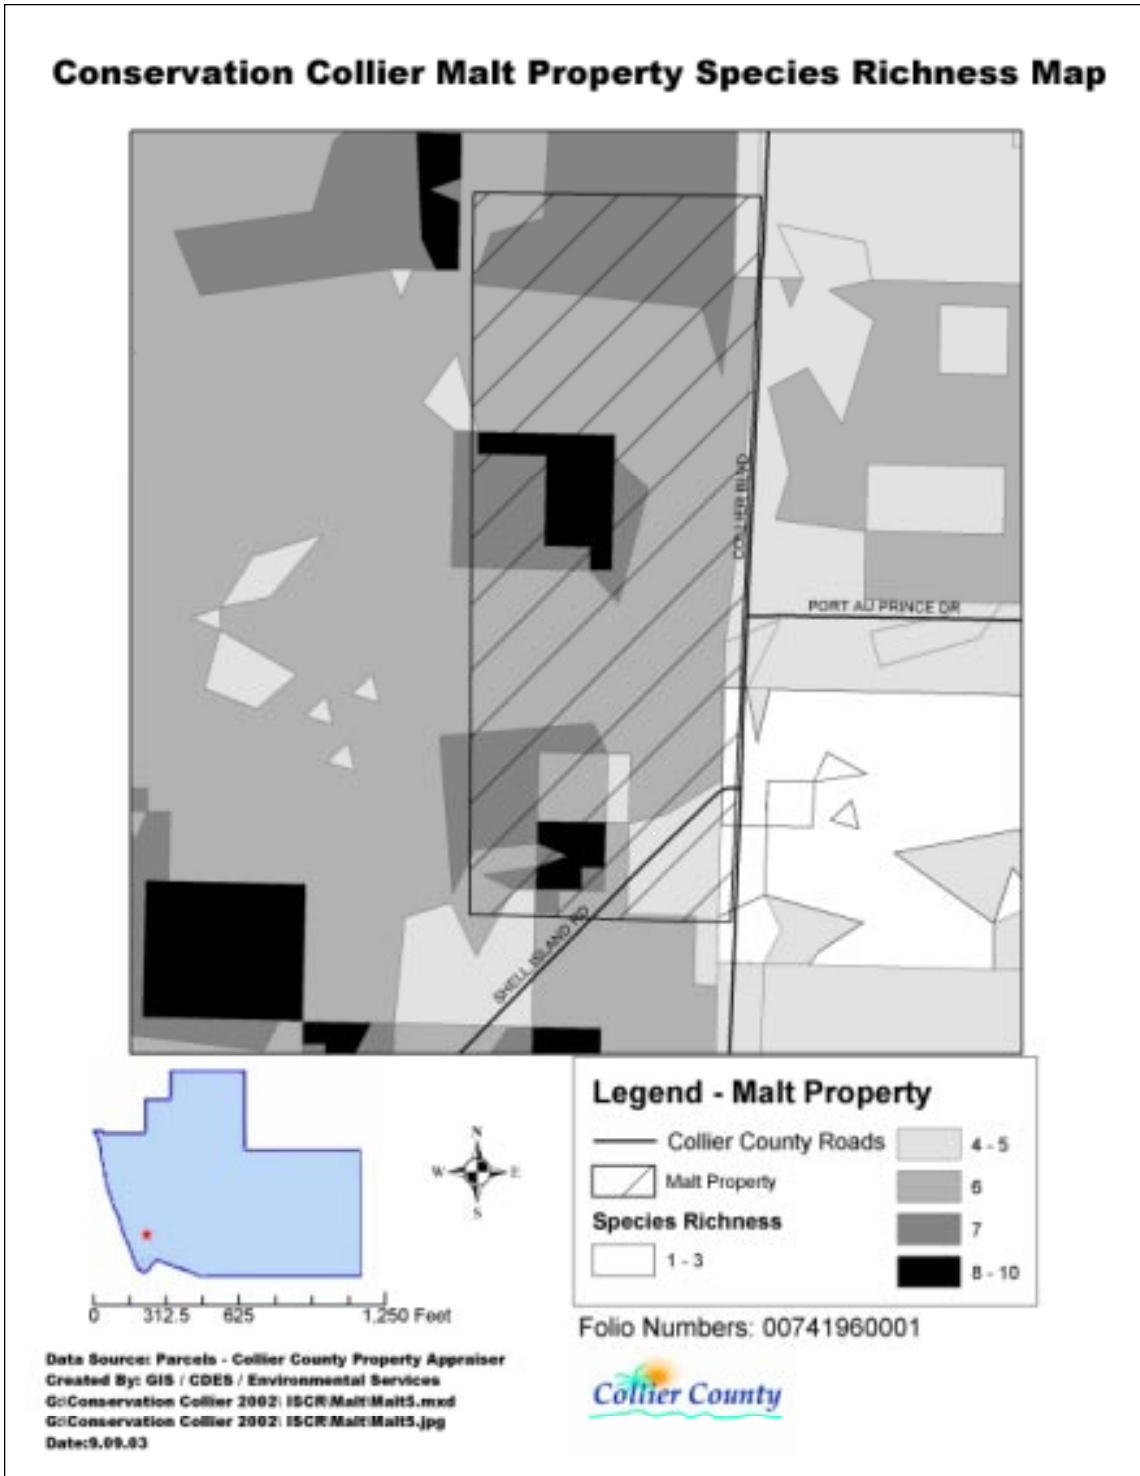 Conservation Collier Malt Property Species Richness Map
COLLIER BLVD
PORT AU PRINCE DR
SHELL ISLAND RD
Legend - Malt Property
Collier County Roads
Malt Property
Species Richness
1 - 3
4 - 5
6
7
8 - 10
N
W E
S
0 312.5 625 1,250 Feet
Folio Numbers: 00741960001
Data Source: Parcels - Collier County Property Appraiser
Created By: GIS / CDES / Environmental Services
G:\Conservation Collier 2002\ ISCR\Malt\Malt5.mxd
G:\Conservation Collier 2002\ ISCR\Malt\Malt5.jpg
Date:9.09.03
Collier County